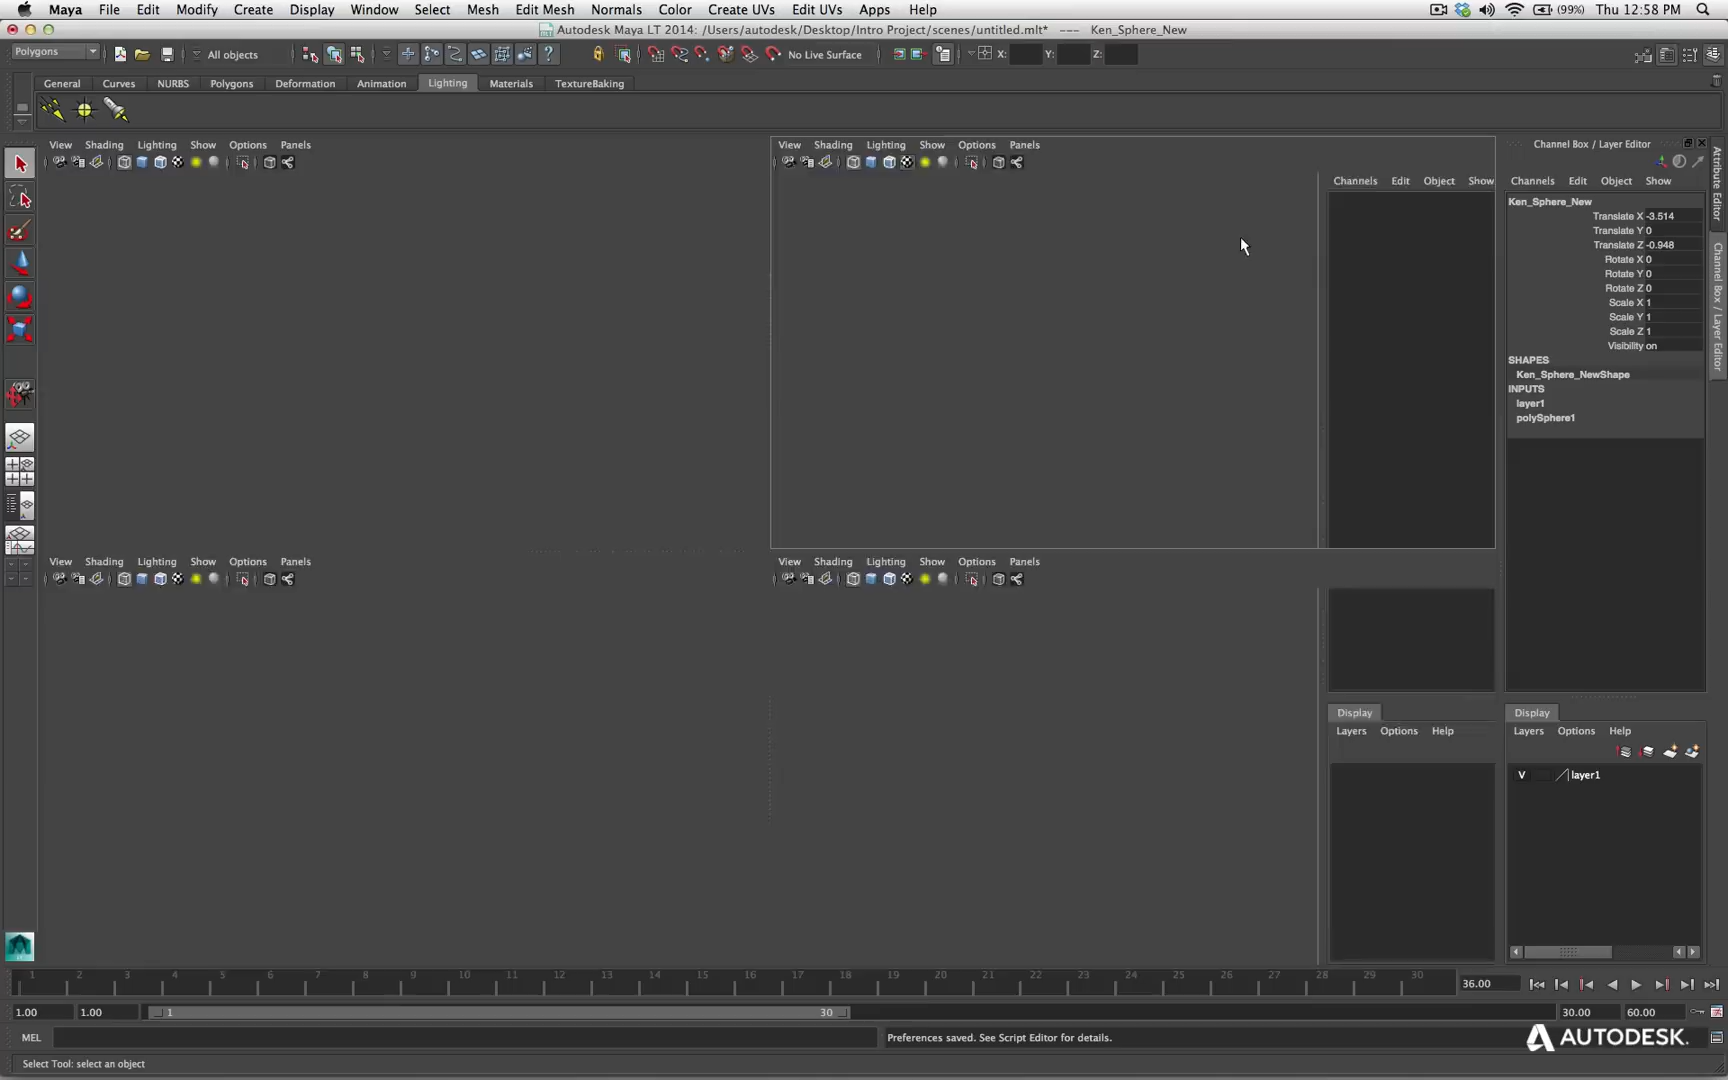 Maya File Edit Modify Create Display Window Select Mesh Edit Mesh Normals Color Create UVs Edit UVs Apps Help (99%) Thu 12:58 PM
Autodesk Maya LT 2014: /Users/autodesk/Desktop/Intro Project/scenes/untitled.mlt* --- Ken_Sphere_New
Polygons All objects No Live Surface X: Y: Z:
General Curves NURBS Polygons Deformation Animation Lighting Materials TextureBaking
View Shading Lighting Show Options Panels
View Shading Lighting Show Options Panels
Channel Box / Layer Editor
Channels Edit Object Show
Channels Edit Object Show
Ken_Sphere_New
Translate X -3.514
Translate Y 0
Translate Z -0.948
Rotate X 0
Rotate Y 0
Rotate Z 0
Scale X 1
Scale Y 1
Scale Z 1
Visibility on
SHAPES
Ken_Sphere_NewShape
INPUTS
layer1
polySphere1
Attribute Editor
Channel Box / Layer Editor
View Shading Lighting Show Options Panels
View Shading Lighting Show Options Panels
Display
Layers Options Help
Display
Layers Options Help
V layer1
1 2 3 4 5 6 7 8 9 10 11 12 13 14 15 16 17 18 19 20 21 22 23 24 25 26 27 28 29 30 36.00
1.00 1.00 1 30 30.00 60.00
MEL Preferences saved. See Script Editor for details.
AUTODESK.
Select Tool: select an object